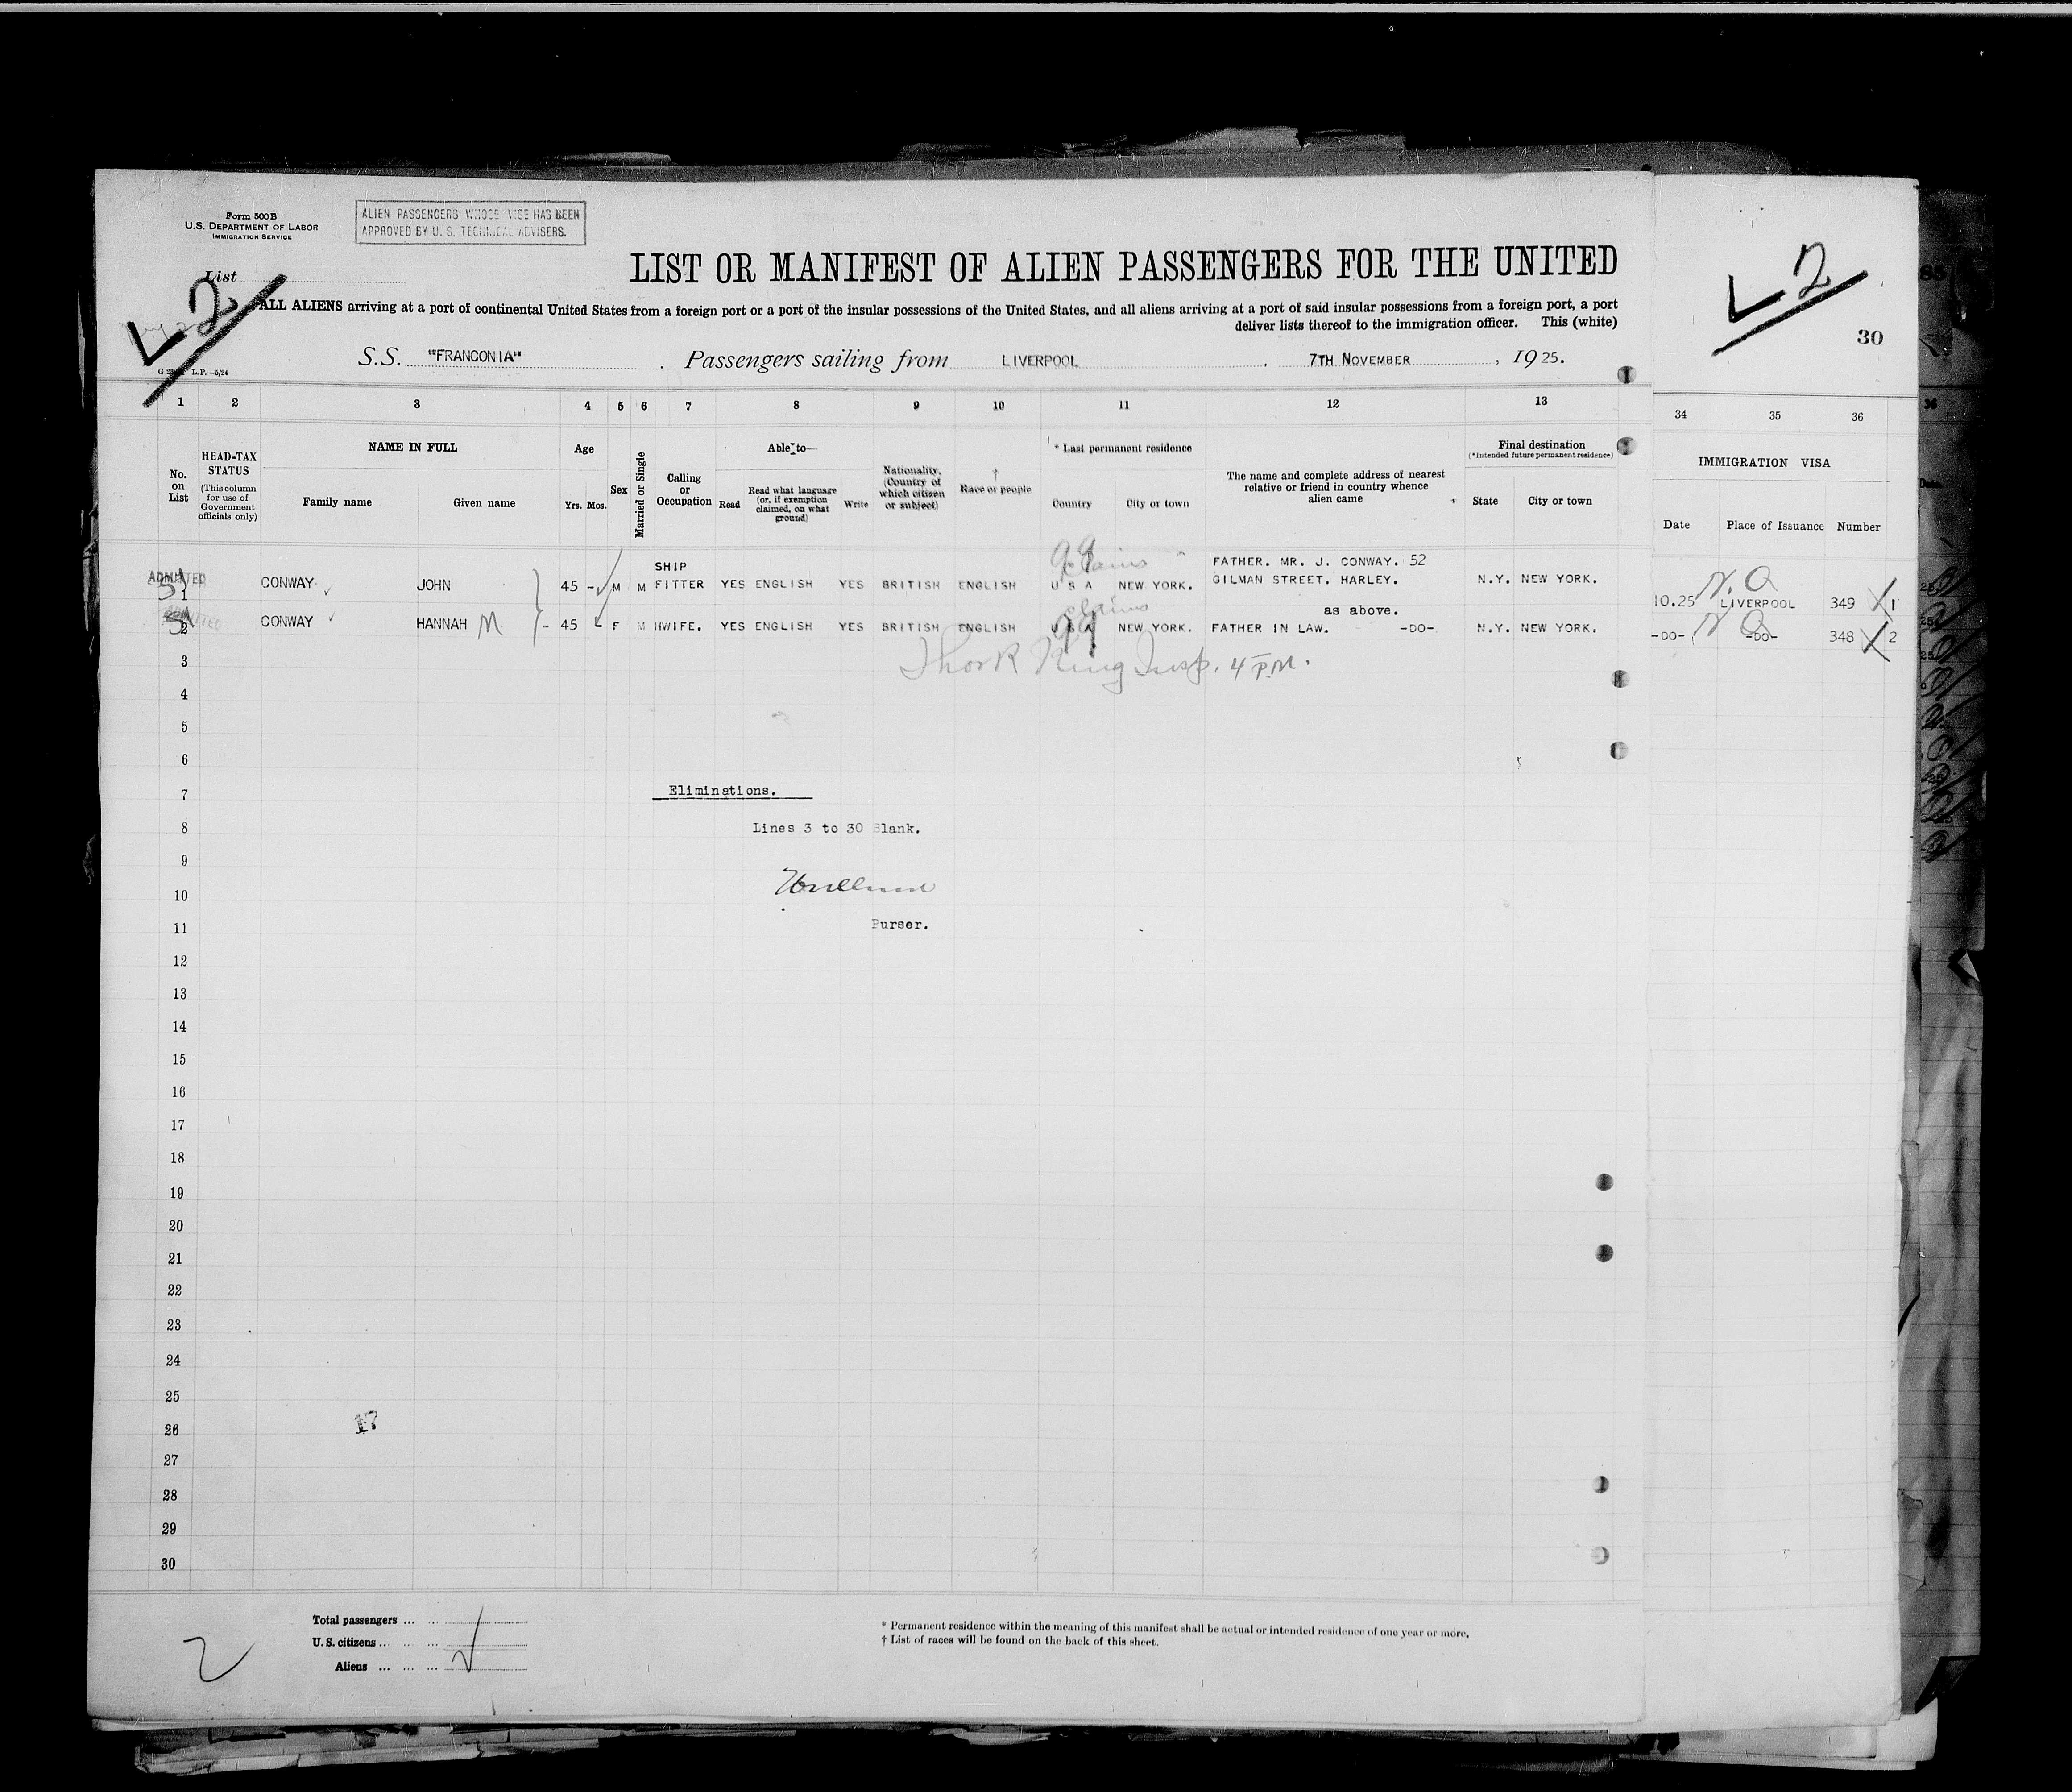 Form 500B
U.S. DEPARTMENT OF LABOR
IMMIGRATION SERVICE
ALIEN PASSENGERS WHOSE VISE HAS BEEN
APPROVED BY U. S. TECHNICAL ADVISERS.
List
L 2
LIST OR MANIFEST OF ALIEN PASSENGERS FOR THE UNITED
ALL ALIENS arriving at a port of continental United States from a foreign port or a port of the insular possessions of the United States, and all aliens arriving at a port of said insular possessions from a foreign port, a port
deliver lists thereof to the immigration officer. This (white)
S.S. "FRANCONIA" . Passengers sailing from LIVERPOOL . 7TH NOVEMBER , 1925.
L.P. —5/24
L 2
30
1 2 3 4 5 6 7 8 9 10 11 12 13
34 35 36
No. on List
HEAD-TAX STATUS
(This column for use of Government officials only)
NAME IN FULL
Family name Given name
Age
Yrs. Mos.
Sex
Married or Single
Calling or Occupation
Able to—
Read Read what language (or, if exemption claimed, on what ground) Write
Nationality. (Country of which citizen or subject)
† Race or people
* Last permanent residence
Country City or town
The name and complete address of nearest relative or friend in country whence alien came
Final destination
(*Intended future permanent residence)
State City or town
IMMIGRATION VISA
Date Place of Issuance Number
ADMITTED
1 CONWAY JOHN 45 - M M SHIP FITTER YES ENGLISH YES BRITISH ENGLISH U S A NEW YORK. FATHER. MR. J. CONWAY. 52 GILMAN STREET. HARLEY. N.Y. NEW YORK.
claims
10.25 LIVERPOOL 349 1
N. Q
ADMITTED
2 CONWAY HANNAH M - 45 F M HWIFE. YES ENGLISH YES BRITISH ENGLISH U S A NEW YORK. FATHER IN LAW. as above. -DO- N.Y. NEW YORK.
claims
-DO- -DO- 348 2
N Q
3
King Insp. 4 P.M.
4
5
6
7 Eliminations.
8 Lines 3 to 30 Blank.
9
10
11 Purser.
12
13
14
15
16
17
18
19
20
21
22
23
24
25
26 17
27
28
29
30
Total passengers
U. S. citizens
Aliens 2
2
* Permanent residence within the meaning of this manifest shall be actual or intended residence of one year or more.
† List of races will be found on the back of this sheet.